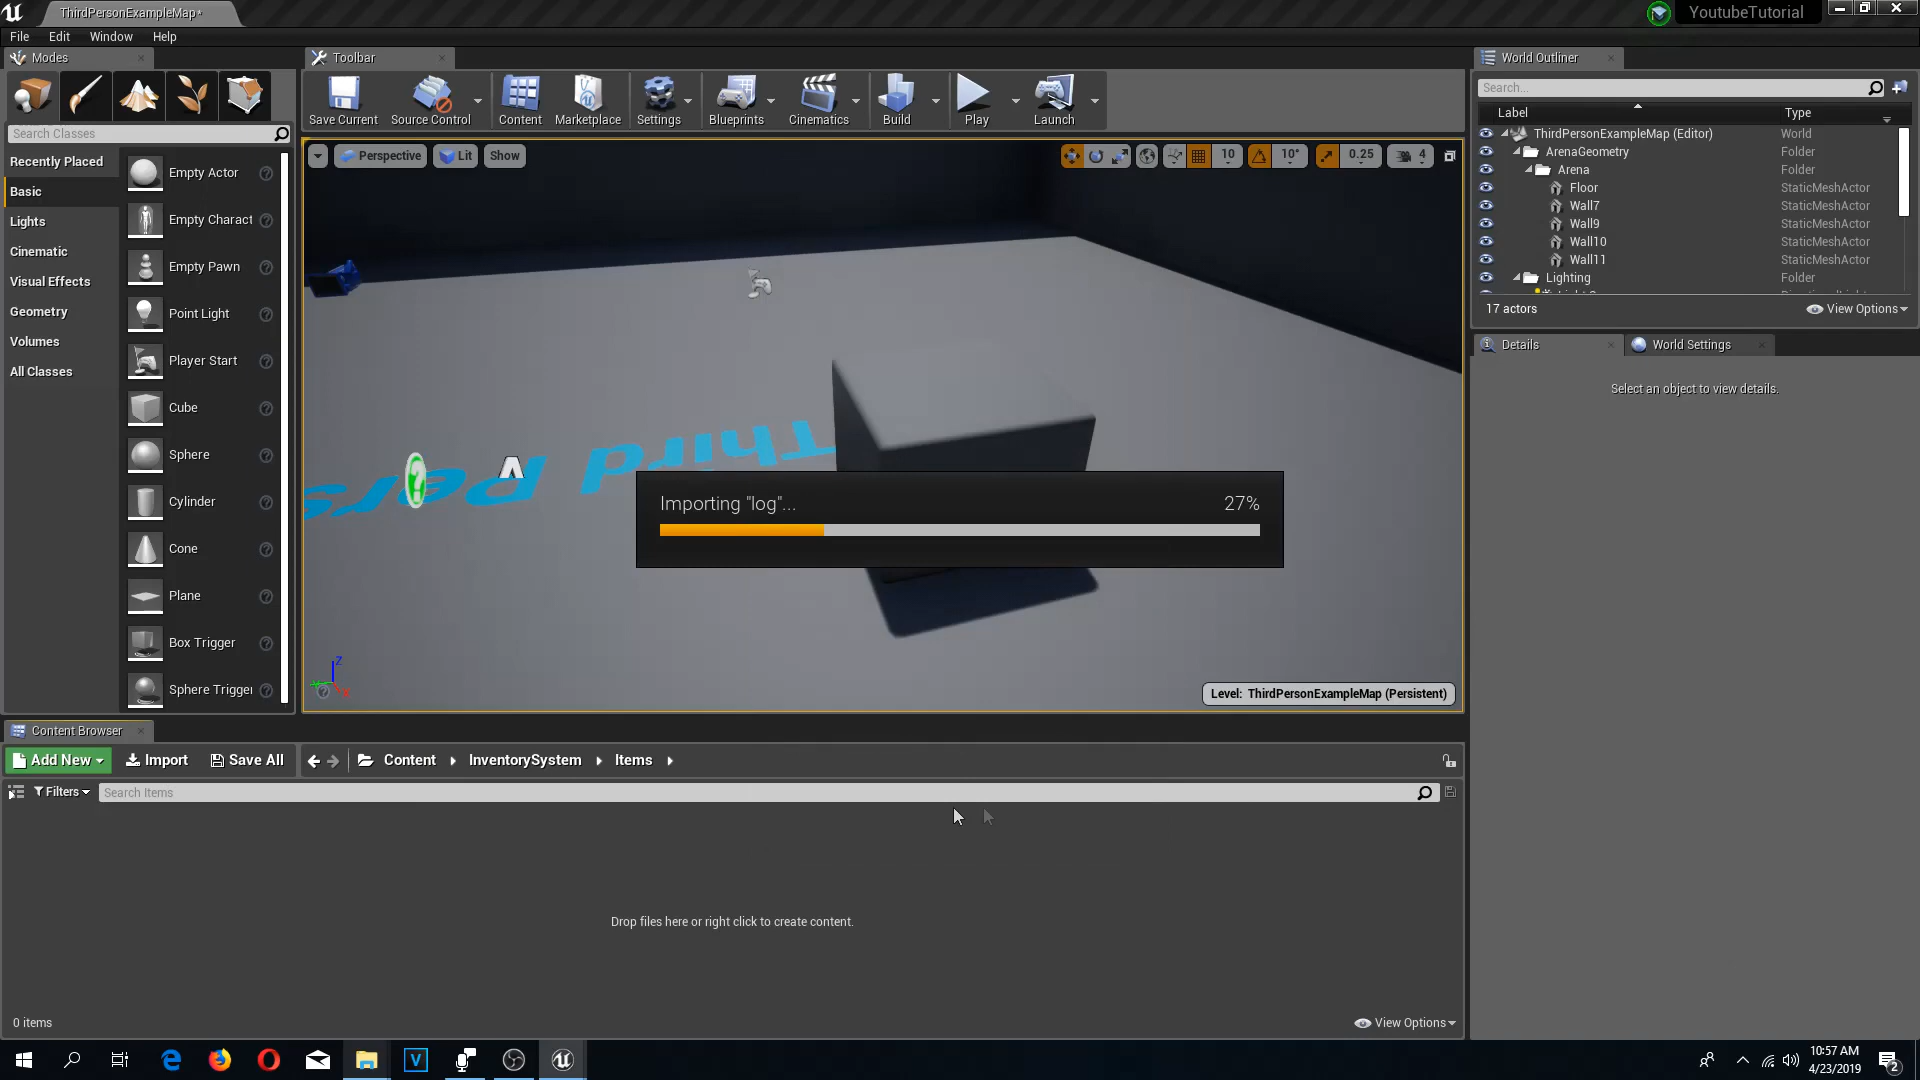 ThirdPersonExampleMap*
YoutubeTutorial
File Edit Window Help
Modes
Toolbar
World Outliner
Save Current
Source Control
Content
Marketplace
Settings
Blueprints
Cinematics
Build
Play
Launch
Search Classes
Recently Placed
Basic
Lights
Cinematic
Visual Effects
Geometry
Volumes
All Classes
Empty Actor
Empty Charact
Empty Pawn
Point Light
Player Start
Cube
Sphere
Cylinder
Cone
Plane
Box Trigger
Sphere Trigger
Perspective Lit Show
10 10° 0.25 4
Third Pers
Importing "log"... 27%
Z
X
Level: ThirdPersonExampleMap (Persistent)
Search...
Label Type
ThirdPersonExampleMap (Editor) World
ArenaGeometry Folder
Arena Folder
Floor StaticMeshActor
Wall7 StaticMeshActor
Wall9 StaticMeshActor
Wall10 StaticMeshActor
Wall11 StaticMeshActor
Lighting Folder
17 actors View Options
Details
World Settings
Select an object to view details.
Content Browser
Add New Import Save All Content InventorySystem Items
Filters Search Items
Drop files here or right click to create content.
0 items View Options
10:57 AM
4/23/2019
2